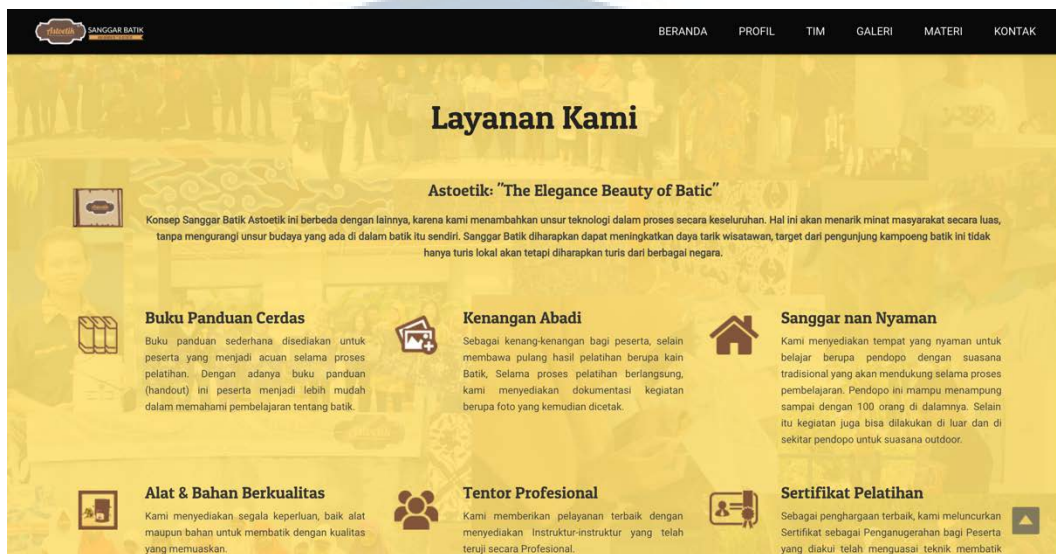 Astoetik SANGGAR BATIK
BERANDA PROFIL TIM GALERI MATERI KONTAK
Layanan Kami
Astoetik: "The Elegance Beauty of Batic"
Konsep Sanggar Batik Astoetik ini berbeda dengan lainnya, karena kami menambahkan unsur teknologi dalam proses secara keseluruhan. Hal ini akan menarik minat masyarakat secara luas,
tanpa mengurangi unsur budaya yang ada di dalam batik itu sendiri. Sanggar Batik diharapkan dapat meningkatkan daya tarik wisatawan, target dari pengunjung kampoeng batik ini tidak
hanya turis lokal akan tetapi diharapkan turis dari berbagai negara.
Buku Panduan Cerdas
Buku panduan sederhana disediakan untuk
peserta yang menjadi acuan selama proses
pelatihan. Dengan adanya buku panduan
(handout) ini peserta menjadi lebih mudah
dalam memahami pembelajaran tentang batik.
Kenangan Abadi
Sebagai kenang-kenangan bagi peserta, selain
membawa pulang hasil pelatihan berupa kain
Batik, Selama proses pelatihan berlangsung,
kami menyediakan dokumentasi kegiatan
berupa foto yang kemudian dicetak.
Sanggar nan Nyaman
Kami menyediakan tempat yang nyaman untuk
belajar berupa pendopo dengan suasana
tradisional yang akan mendukung selama proses
pembelajaran. Pendopo ini mampu menampung
sampai dengan 100 orang di dalamnya. Selain
itu kegiatan juga bisa dilakukan di luar dan di
sekitar pendopo untuk suasana outdoor.
Alat & Bahan Berkualitas
Kami menyediakan segala keperluan, baik alat
maupun bahan untuk membatik dengan kualitas
yang memuaskan.
Tentor Profesional
Kami memberikan pelayanan terbaik dengan
menyediakan Instruktur-instruktur yang telah
teruji secara Profesional.
Sertifikat Pelatihan
Sebagai penghargaan terbaik, kami meluncurkan
Sertifikat sebagai Penganugerahan bagi Peserta
yang diakui telah menguasai teknik membatik